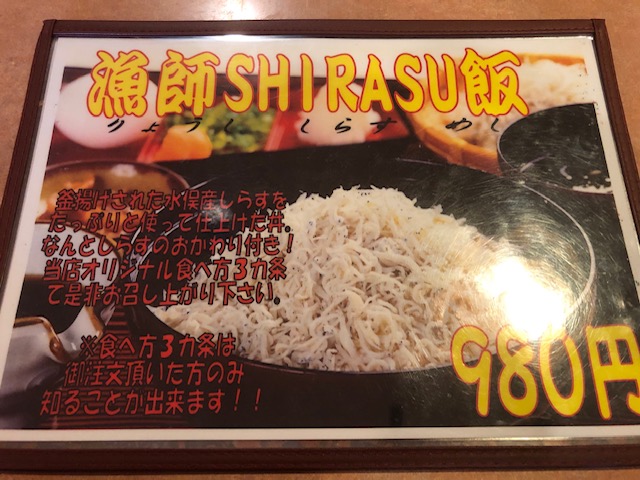 漁師SHIRASU飯
りょうし しらす めし
釜揚げされた水俣産しらすを
たっぷりと使って仕上げた丼。
なんとしらすのおかわり付き！
当店オリジナル食べ方3カ条
で是非お召し上がり下さい。
※食べ方3カ条は
御注文頂いた方のみ
知ることが出来ます！！
980円